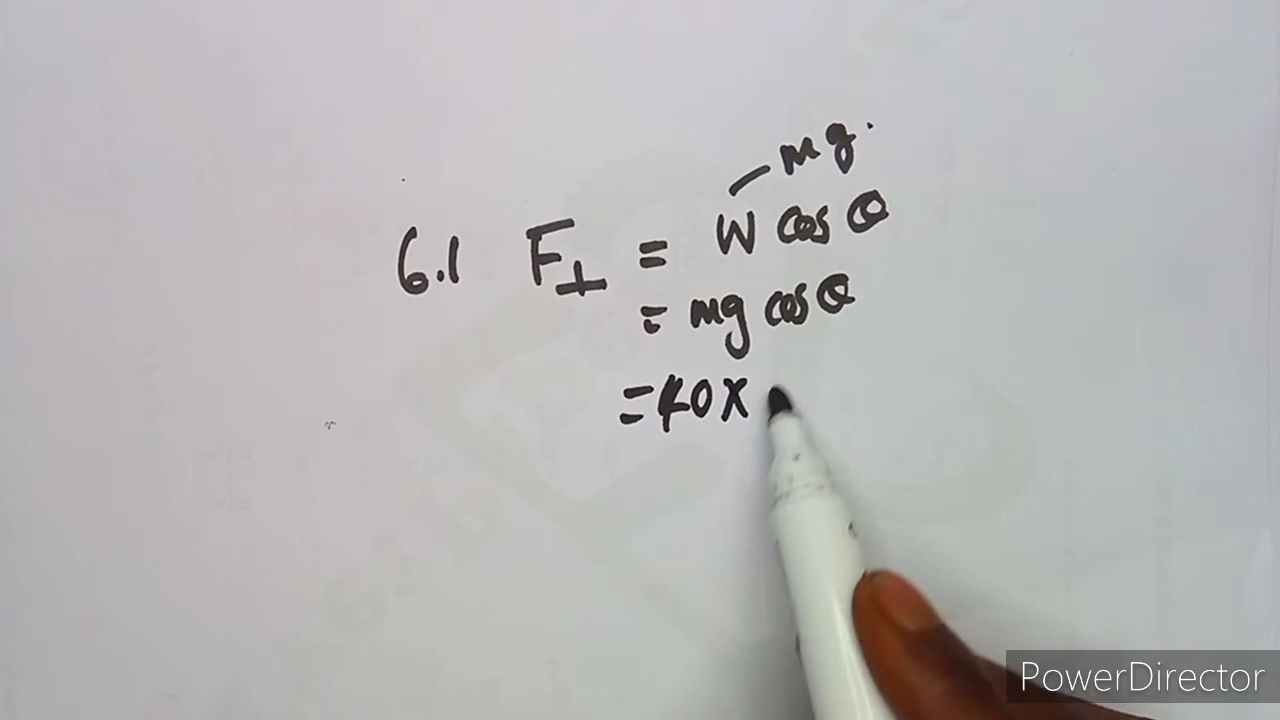 mg.
6.1 F⊥ = W cos θ
= mg cos θ
= 40 x
PowerDirector